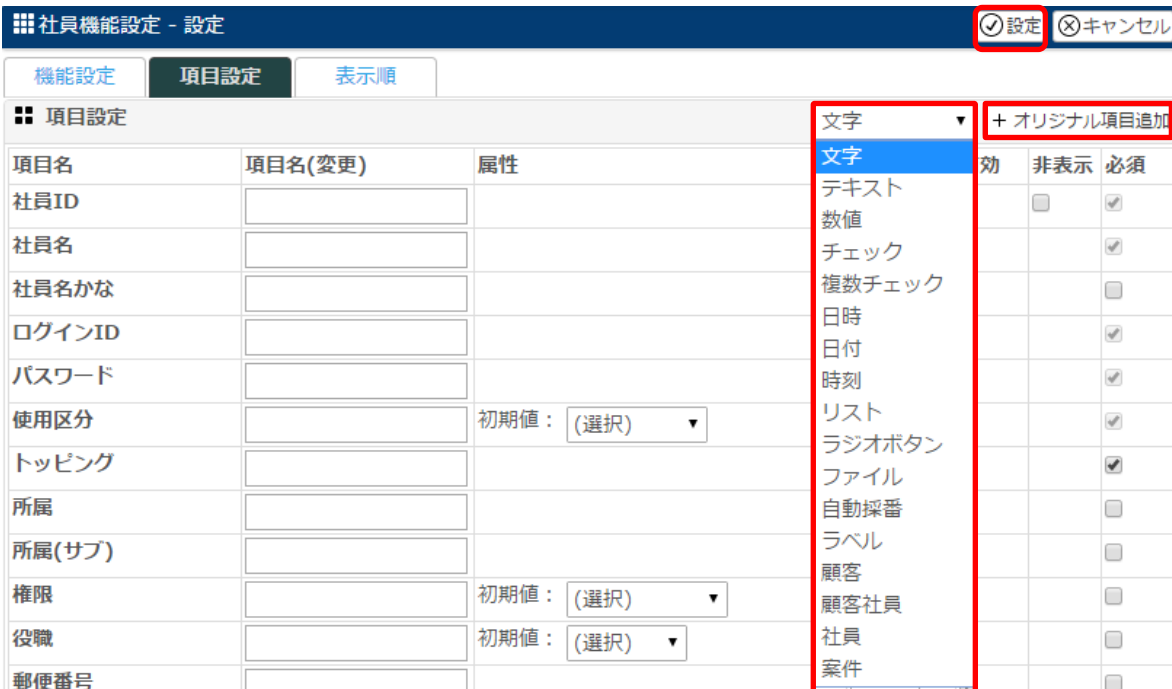 社員機能設定 - 設定
設定
キャンセル
機能設定
項目設定
表示順
項目設定
文字
+ オリジナル項目追加
項目名
項目名(変更)
属性
効
非表示
必須
社員ID
社員名
社員名かな
ログインID
パスワード
使用区分
初期値：
(選択)
トッピング
所属
所属(サブ)
権限
初期値：
(選択)
役職
初期値：
(選択)
郵便番号
文字
テキスト
数値
チェック
複数チェック
日時
日付
時刻
リスト
ラジオボタン
ファイル
自動採番
ラベル
顧客
顧客社員
社員
案件